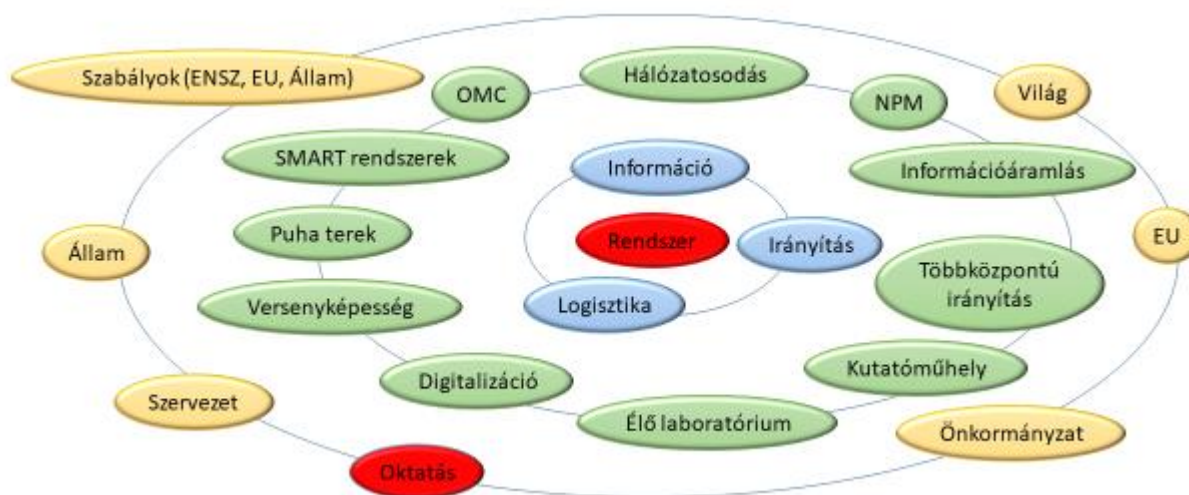 Szabályok (ENSZ, EU, Állam)
OMC
Hálózatosodás
NPM
Világ
SMART rendszerek
Információ
Információáramlás
Állam
Puha terek
Rendszer
Irányítás
EU
Többközpontú
irányítás
Versenyképesség
Logisztika
Digitalizáció
Kutatóműhely
Szervezet
Élő laboratórium
Önkormányzat
Oktatás